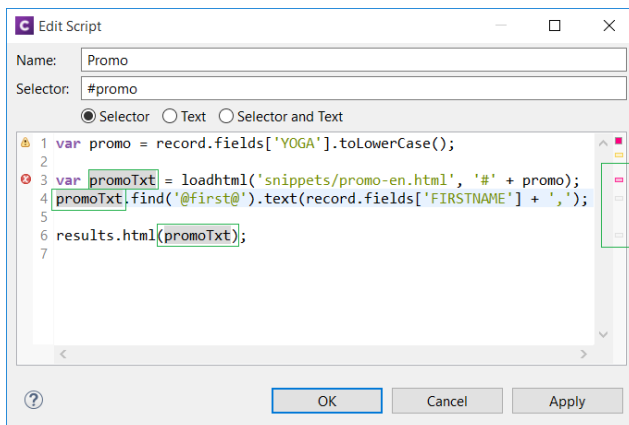 C Edit Script
Name: Promo
Selector: #promo
Selector Text Selector and Text
1 var promo = record.fields['YOGA'].toLowerCase();
2
3 var promoTxt = loadhtml('snippets/promo-en.html', '#' + promo);
4 promoTxt.find('@first@').text(record.fields['FIRSTNAME'] + ',');
5
6 results.html(promoTxt);
7
? OK Cancel Apply